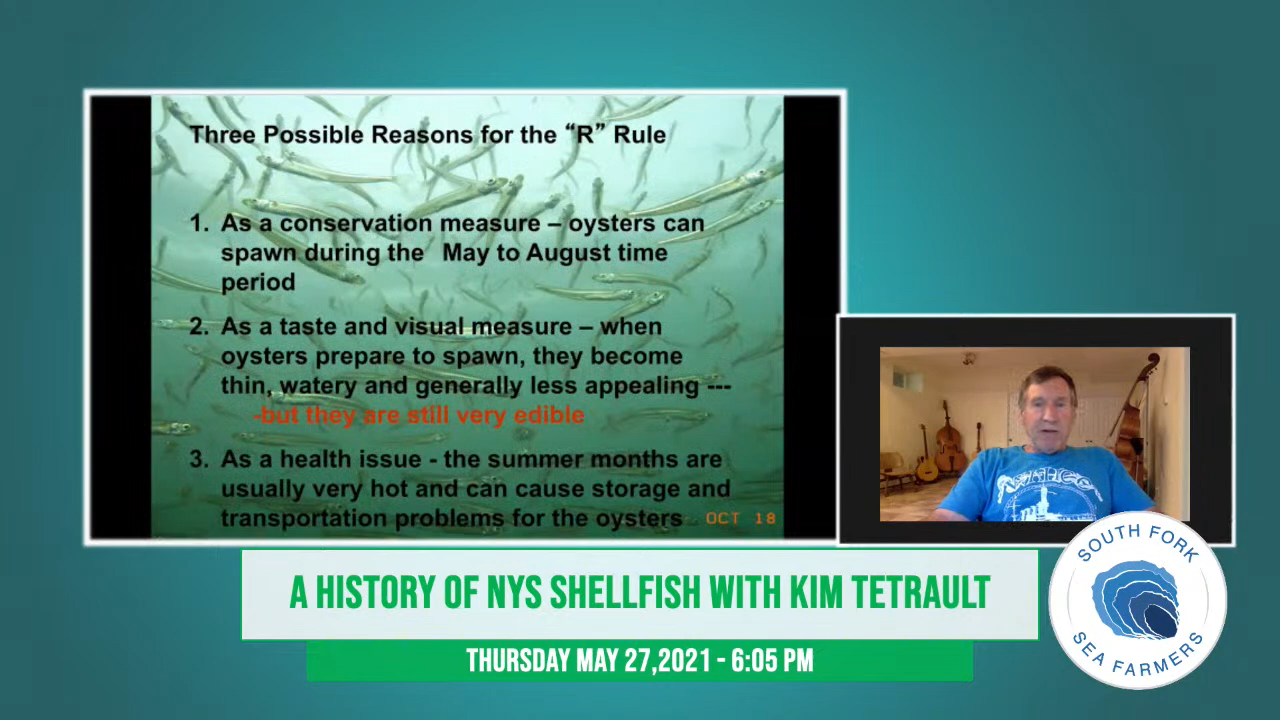 Three Possible Reasons for the “R” Rule
1. As a conservation measure – oysters can
spawn during the May to August time
period
2. As a taste and visual measure – when
oysters prepare to spawn, they become
thin, watery and generally less appealing ---
-but they are still very edible
3. As a health issue - the summer months are
usually very hot and can cause storage and
transportation problems for the oysters
OCT 18
A HISTORY OF NYS SHELLFISH WITH KIM TETRAULT
THURSDAY MAY 27,2021 - 6:05 PM
SOUTH FORK
SEA FARMERS